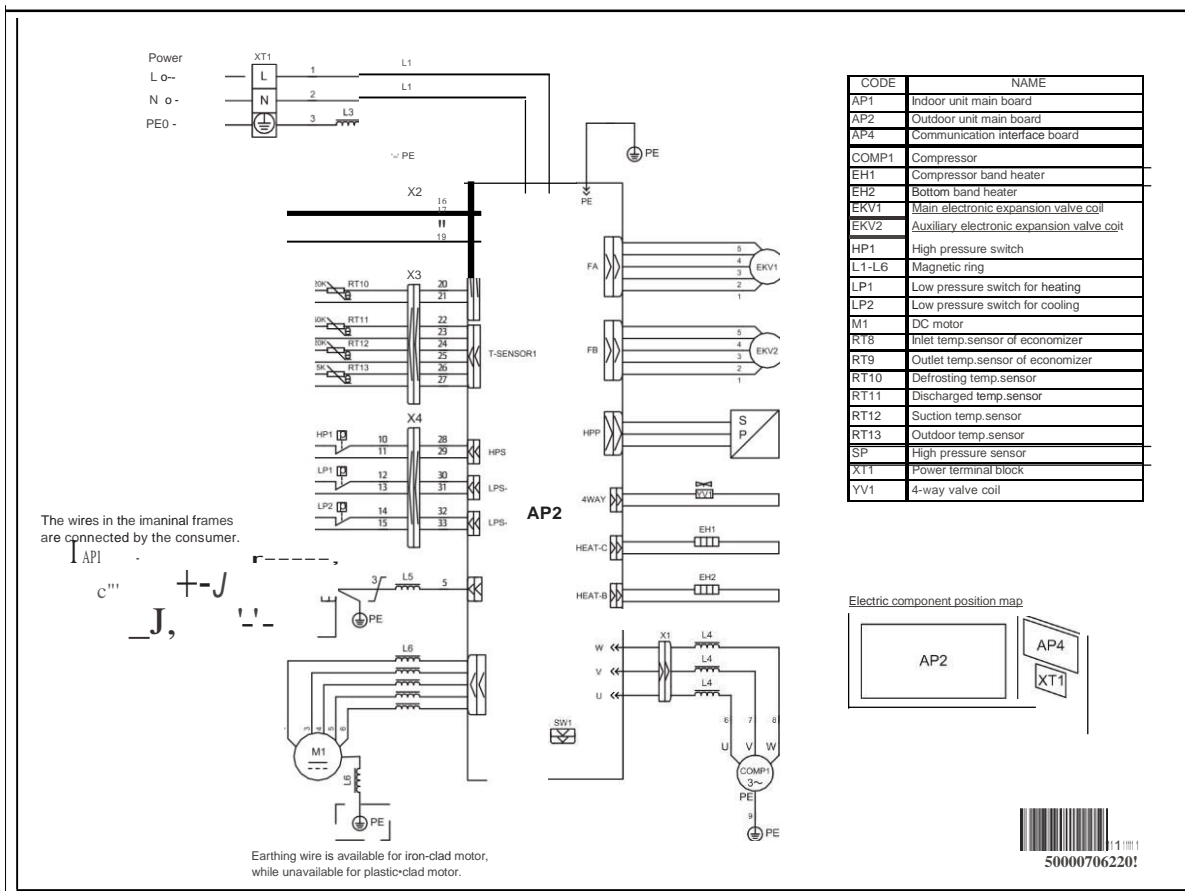 Power
XT1
L o--
L
1
L1
N o -
N
2
L1
PE0 -
3
L3
PE
PE
X2
16
17
19
PE
X3
RT10
20
21
RT11
22
23
20K
RT12
24
25
RT13
26
27
T-SENSOR1
FA
5
4
3
2
1
EKV1
FB
5
4
3
2
1
EKV2
X4
HP1
10
11
28
29
HPS
LP1
12
13
30
31
LPS-
LP2
14
15
32
33
LPS-
AP2
HPP
S
P
4WAY
YV1
HEAT-C
EH1
HEAT-B
EH2
The wires in the imaninal frames
are connected by the consumer.
AP1
3
L5
5
PE
L6
1
3
4
5
6
M1
L6
PE
W
V
U
X1
L4
L4
L4
SW1
6
7
8
U
V
W
COMP1
3~
PE
9
PE
Earthing wire is available for iron-clad motor,
while unavailable for plastic•clad motor.
CODE NAME
AP1 Indoor unit main board
AP2 Outdoor unit main board
AP4 Communication interface board
COMP1 Compressor
EH1 Compressor band heater
EH2 Bottom band heater
EKV1 Main electronic expansion valve coil
EKV2 Auxiliary electronic expansion valve coit
HP1 High pressure switch
L1-L6 Magnetic ring
LP1 Low pressure switch for heating
LP2 Low pressure switch for cooling
M1 DC motor
RT8 Inlet temp.sensor of economizer
RT9 Outlet temp.sensor of economizer
RT10 Defrosting temp.sensor
RT11 Discharged temp.sensor
RT12 Suction temp.sensor
RT13 Outdoor temp.sensor
SP High pressure sensor
XT1 Power terminal block
YV1 4-way valve coil
Electric component position map
AP2
AP4
XT1
50000706220!